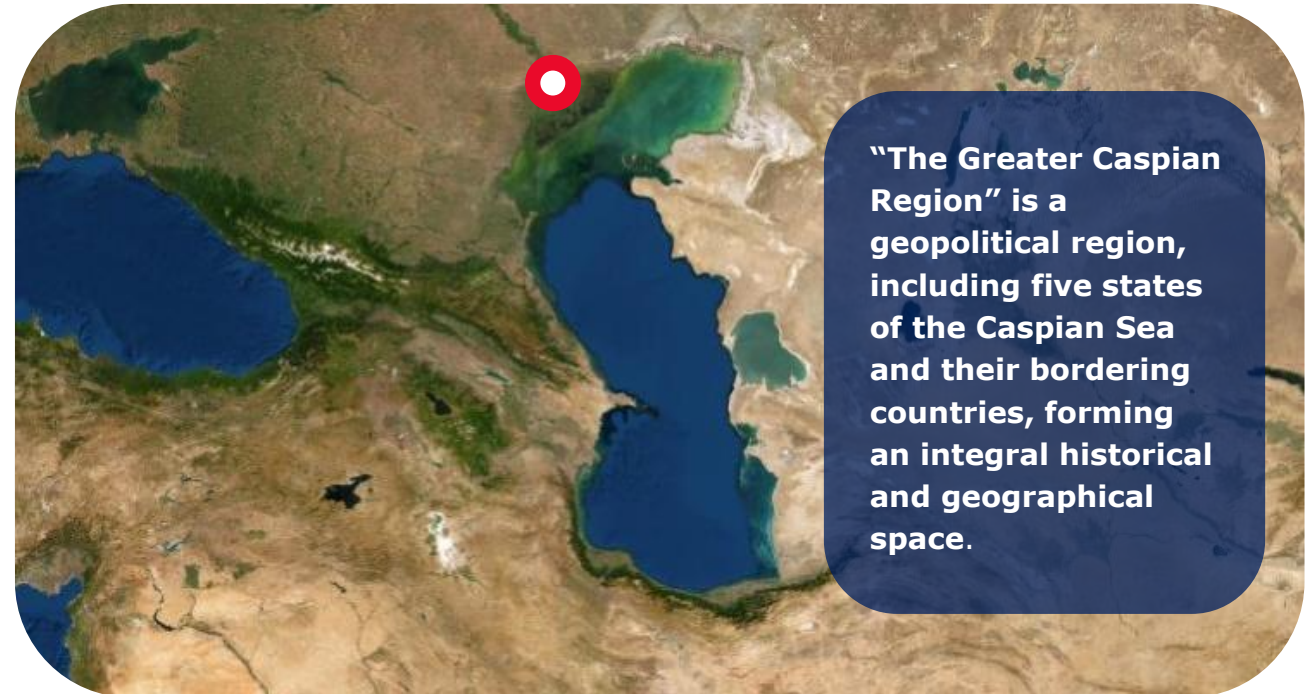 “The Greater Caspian
Region” is a
geopolitical region,
including five states
of the Caspian Sea
and their bordering
countries, forming
an integral historical
and geographical
space.